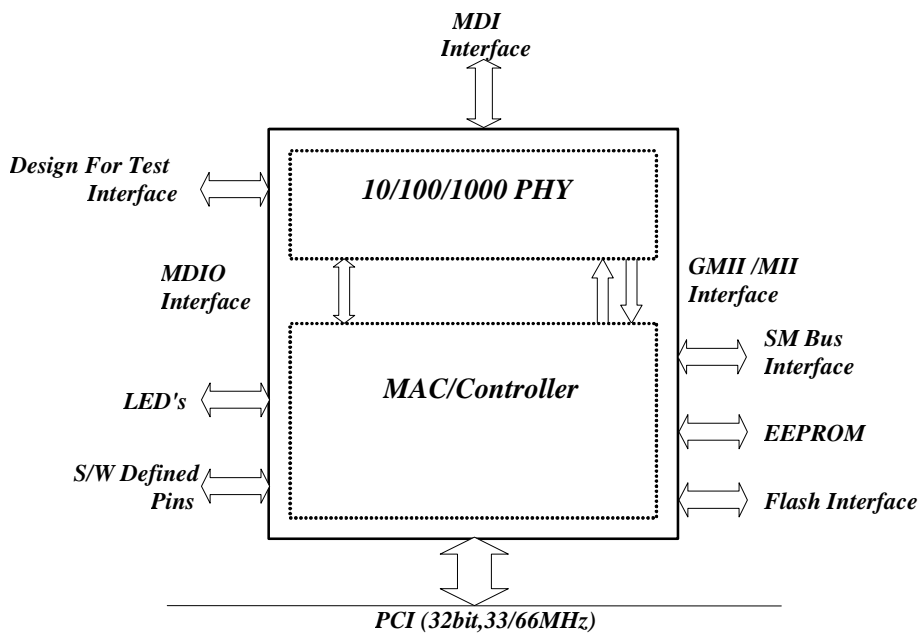 MDI
Interface
Design For Test
Interface
10/100/1000 PHY
MDIO
Interface
GMII /MII
Interface
SM Bus
Interface
MAC/Controller
LED's
EEPROM
S/W Defined
Pins
Flash Interface
PCI (32bit,33/66MHz)